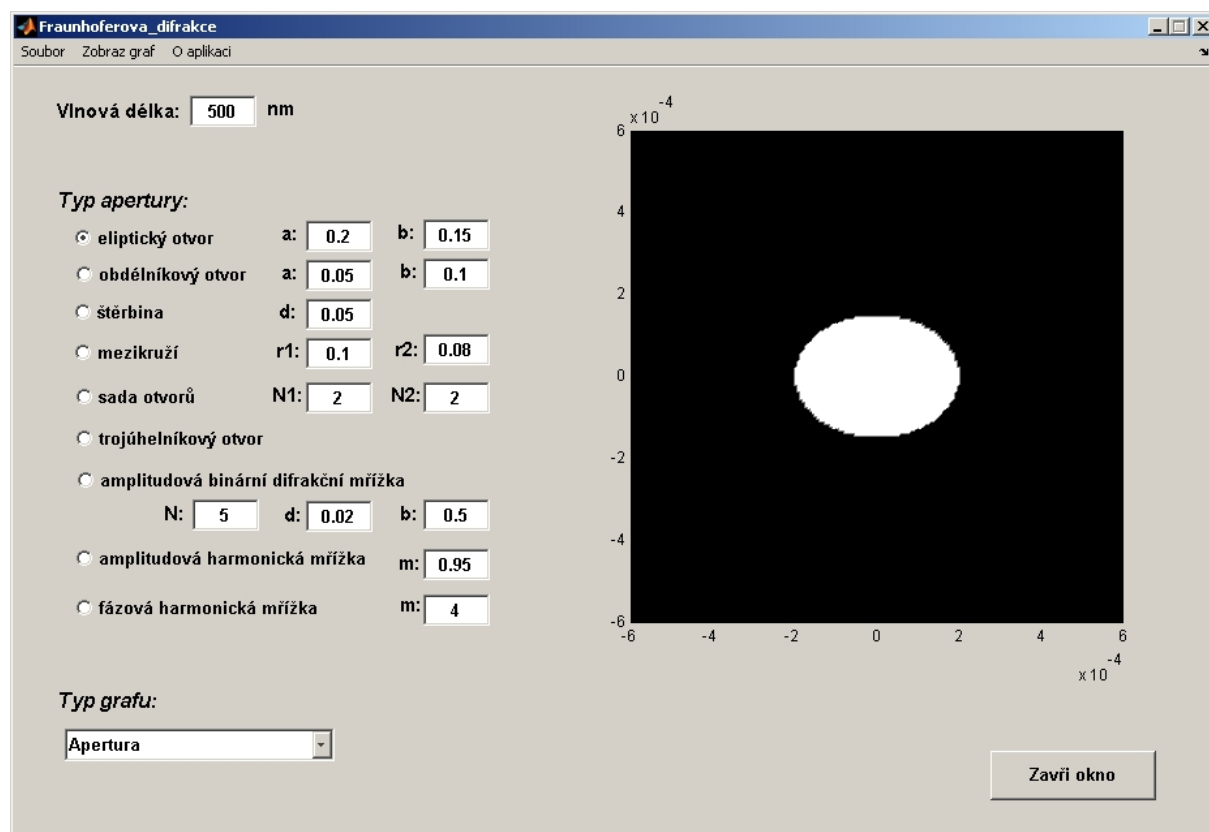 Fraunhoferova_difrakce
Soubor Zobraz graf O aplikaci
Vlnová délka: 500 nm
Typ apertury:
eliptický otvor a: 0.2 b: 0.15
obdélníkový otvor a: 0.05 b: 0.1
štěrbina d: 0.05
mezikruží r1: 0.1 r2: 0.08
sada otvorů N1: 2 N2: 2
trojúhelníkový otvor
amplitudová binární difrakční mřížka
N: 5 d: 0.02 b: 0.5
amplitudová harmonická mřížka m: 0.95
fázová harmonická mřížka m: 4
Typ grafu:
Apertura
x 10^-4
6
4
2
0
-2
-4
-6
-6 -4 -2 0 2 4 6
x 10^-4
Zavři okno